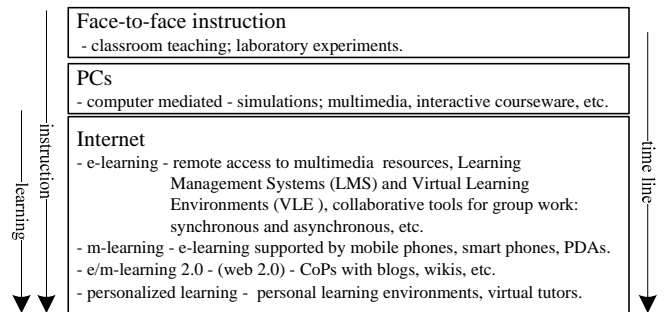 Face-to-face instruction
- classroom teaching; laboratory experiments.
PCs
- computer mediated - simulations; multimedia, interactive courseware, etc.
Internet
- e-learning - remote access to multimedia resources, Learning
Management Systems (LMS) and Virtual Learning
Environments (VLE ), collaborative tools for group work:
synchronous and asynchronous, etc.
- m-learning - e-learning supported by mobile phones, smart phones, PDAs.
- e/m-learning 2.0 - (web 2.0) - CoPs with blogs, wikis, etc.
- personalized learning - personal learning environments, virtual tutors.
learning
instruction
time line